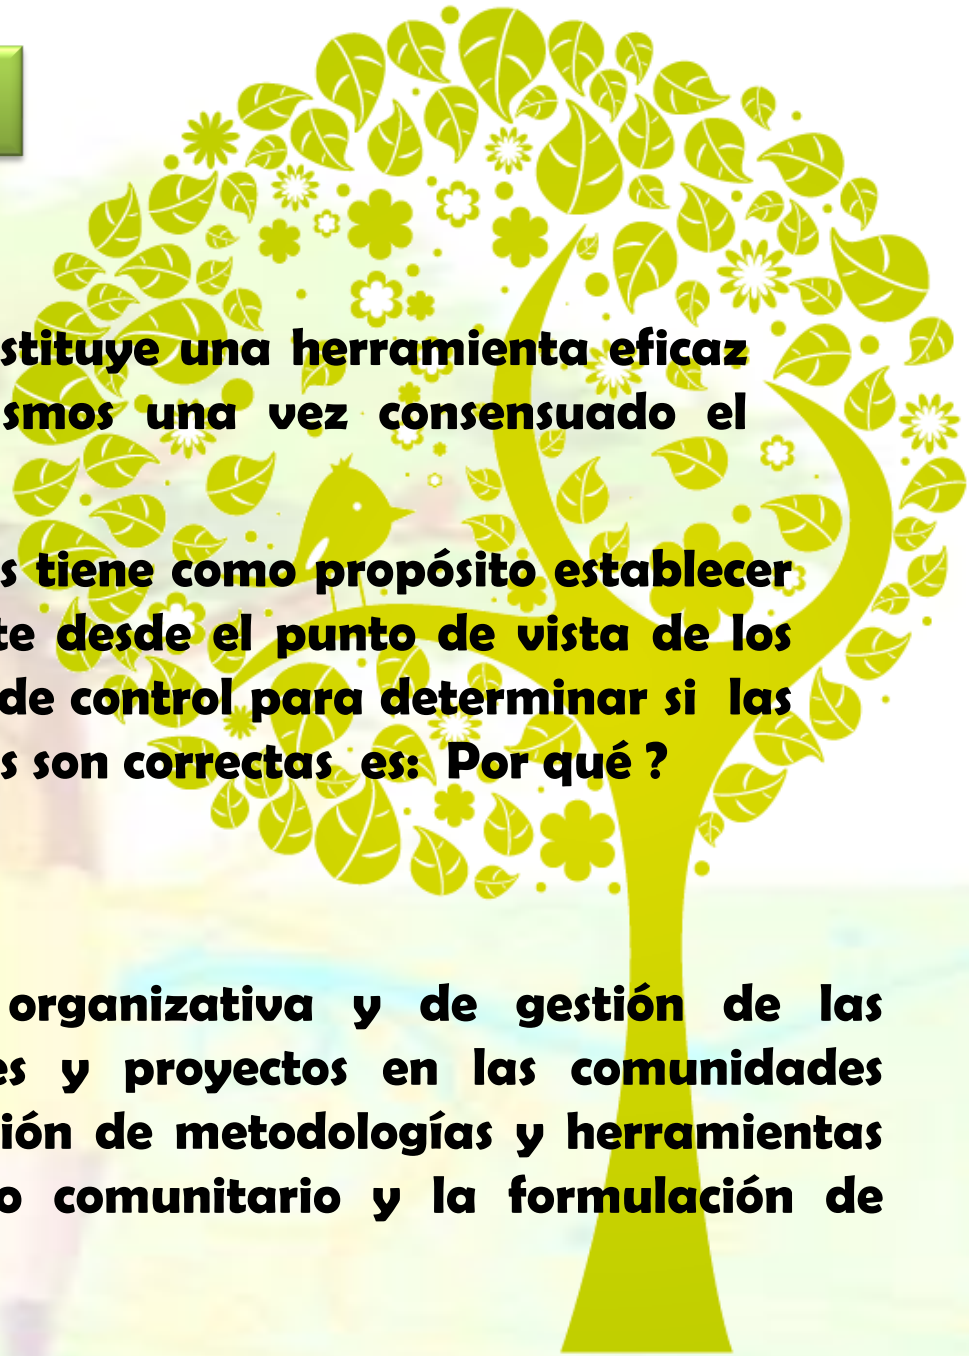 stituye una herramienta eficaz
smos una vez consensuado el
s tiene como propósito establecer
te desde el punto de vista de los
de control para determinar si las
s son correctas es: Por qué ?
organizativa y de gestión de las
es y proyectos en las comunidades
ión de metodologías y herramientas
o comunitario y la formulación de